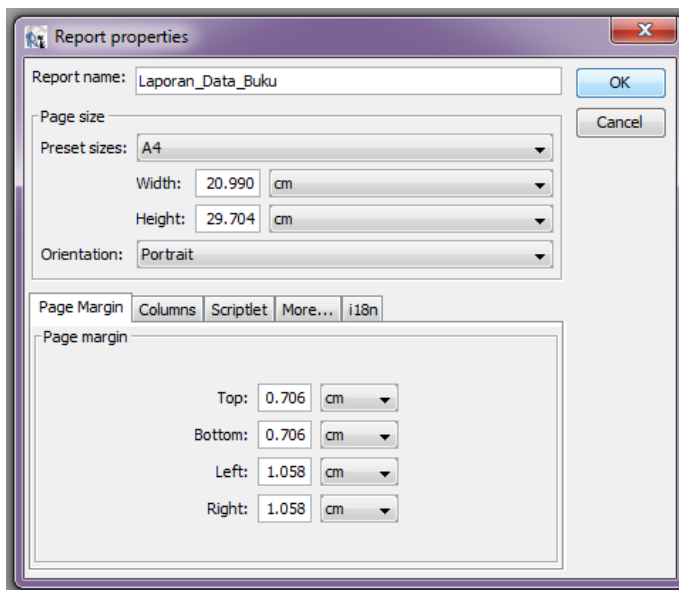 Report properties
Report name: Laporan_Data_Buku
OK
Page size
Cancel
Preset sizes: A4
Width: 20.990 cm
Height: 29.704 cm
Orientation: Portrait
Page Margin Columns Scriptlet More... i18n
Page margin
Top: 0.706 cm
Bottom: 0.706 cm
Left: 1.058 cm
Right: 1.058 cm